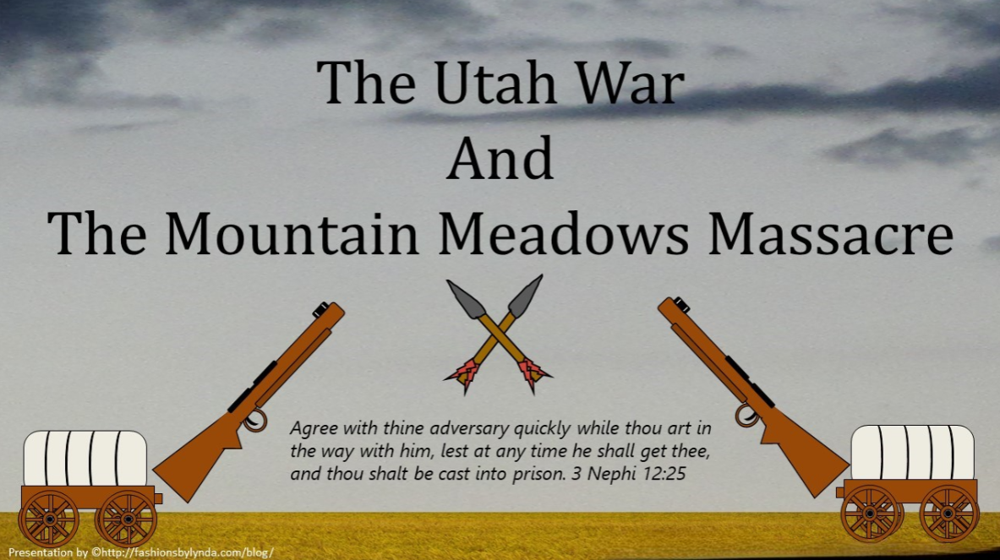 The Utah War
And
The Mountain Meadows Massacre
Agree with thine adversary quickly while thou art in
the way with him, lest at any time he shall get thee,
and thou shalt be cast into prison. 3 Nephi 12:25
Presentation by ©http://fashionsbylynda.com/blog/